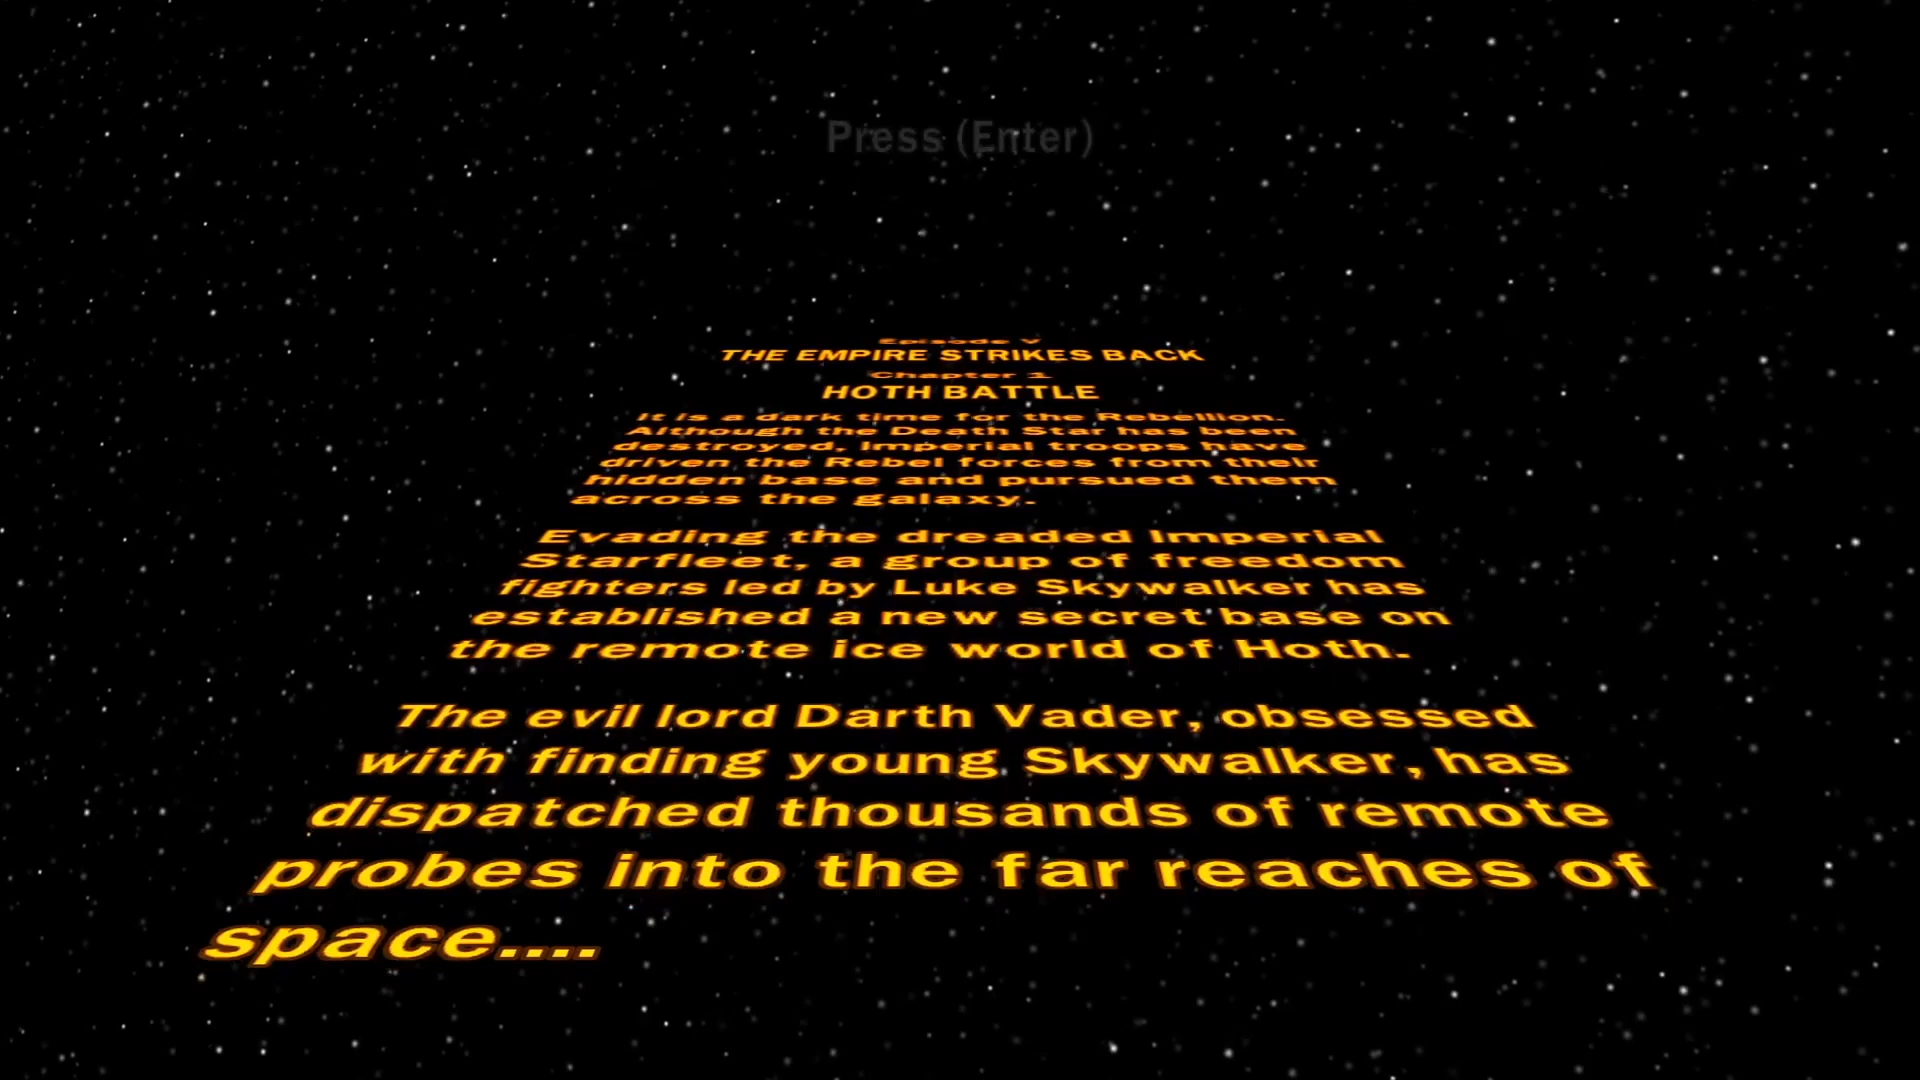 Press (Enter)
Episode V
THE EMPIRE STRIKES BACK
Chapter 1
HOTH BATTLE
It is a dark time for the Rebellion.
Although the Death Star has been
destroyed, Imperial troops have
driven the Rebel forces from their
hidden base and pursued them
across the galaxy.
Evading the dreaded Imperial
Starfleet, a group of freedom
fighters led by Luke Skywalker has
established a new secret base on
the remote ice world of Hoth.
The evil lord Darth Vader, obsessed
with finding young Skywalker, has
dispatched thousands of remote
probes into the far reaches of
space....